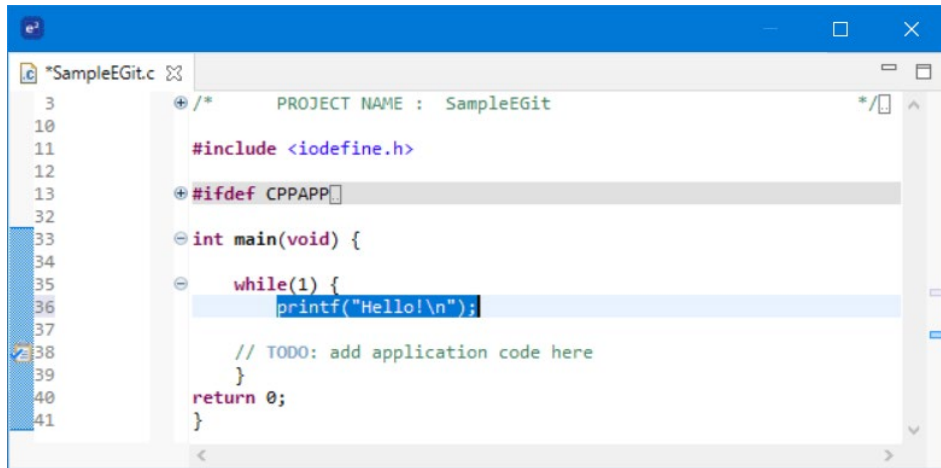 e²
*SampleEGit.c
3 /* PROJECT NAME : SampleEGit */
10
11 #include <iodefine.h>
12
13 #ifdef CPPAPP
32
33 int main(void) {
34
35 while(1) {
36 printf("Hello!\n");
37
38 // TODO: add application code here
39 }
40 return 0;
41 }